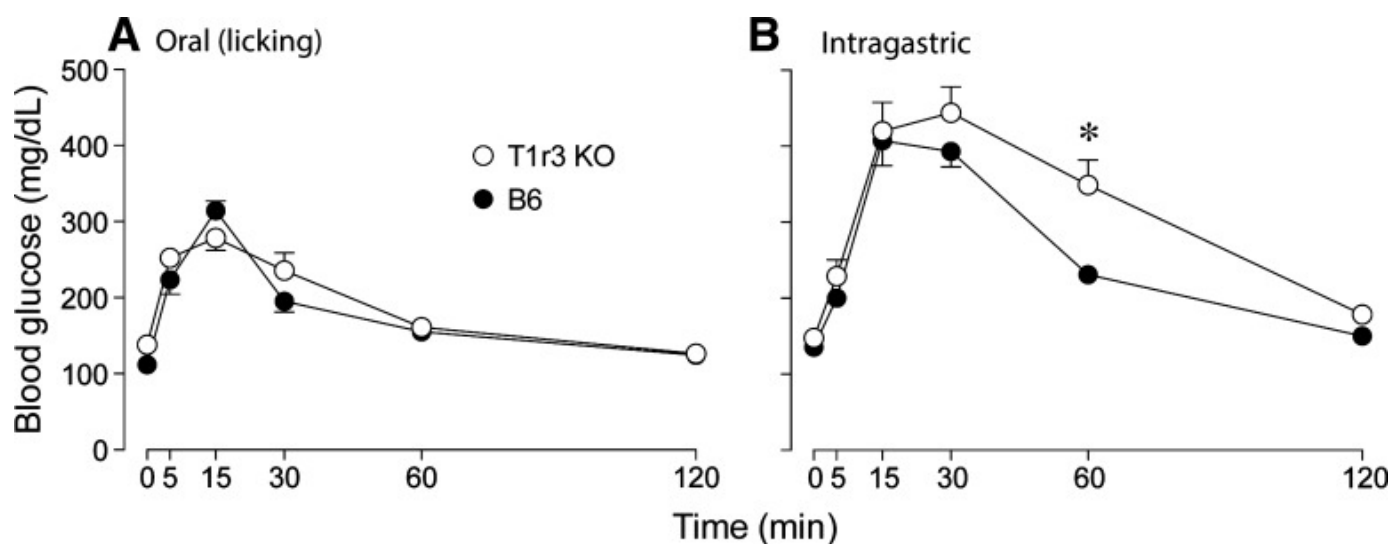 A Oral (licking)
B Intragastric
Blood glucose (mg/dL)
500
400
300
200
100
0
T1r3 KO
B6
*
0 5 15 30 60 120
0 5 15 30 60 120
Time (min)